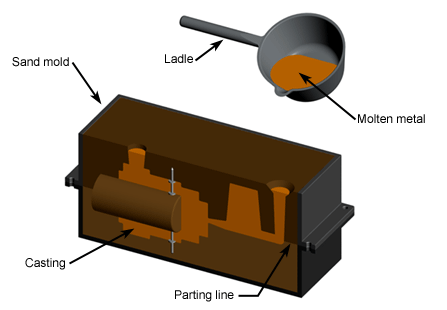 Ladle
Sand mold
Molten metal
Casting
Parting line